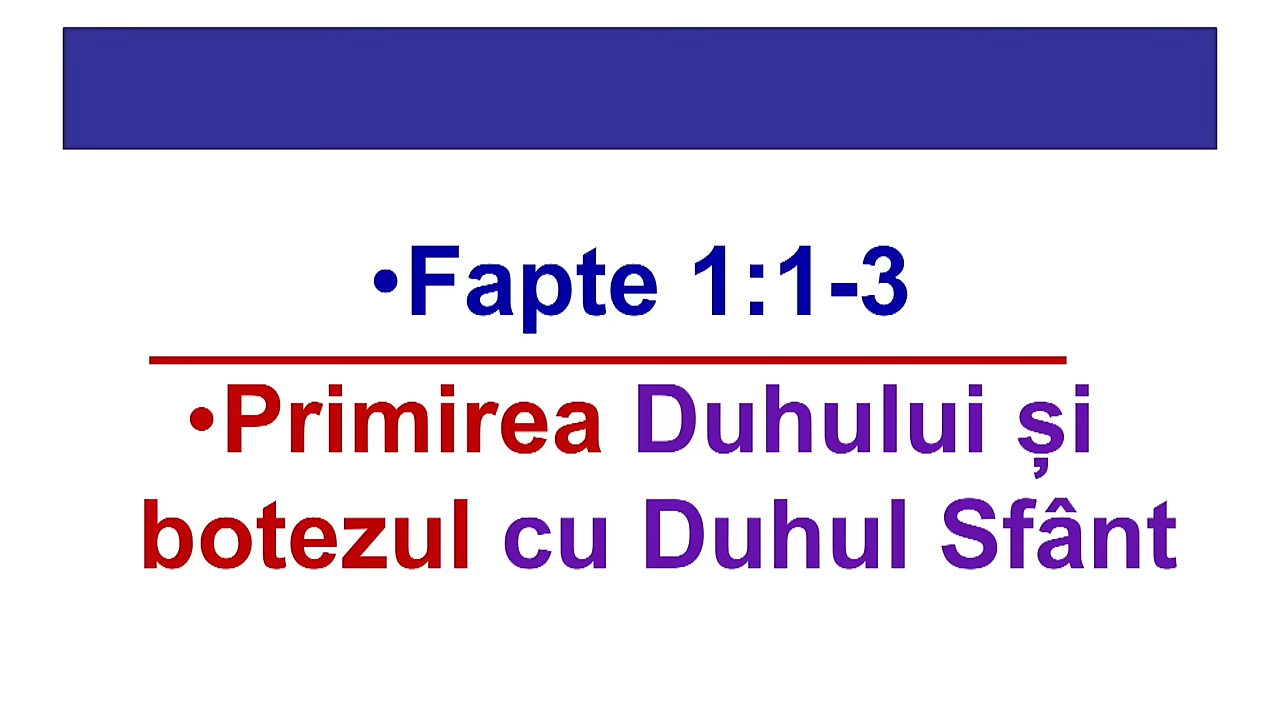 •Fapte 1:1-3
•Primirea Duhului și
botezul cu Duhul Sfânt